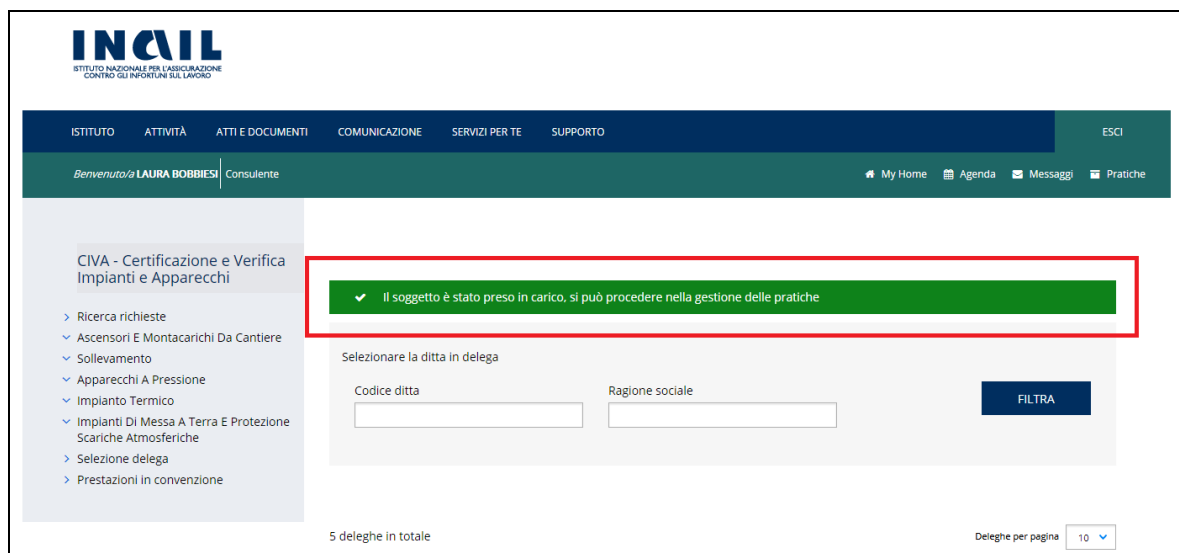 INAIL
ISTITUTO NAZIONALE PER L'ASSICURAZIONE
CONTRO GLI INFORTUNI SUL LAVORO
ISTITUTO ATTIVITÀ ATTI E DOCUMENTI COMUNICAZIONE SERVIZI PER TE SUPPORTO ESCI
Benvenuto/a LAURA BOBBIESI Consulente My Home Agenda Messaggi Pratiche
CIVA - Certificazione e Verifica
Impianti e Apparecchi
Ricerca richieste
Ascensori E Montacarichi Da Cantiere
Sollevamento
Apparecchi A Pressione
Impianto Termico
Impianti Di Messa A Terra E Protezione
Scariche Atmosferiche
Selezione delega
Prestazioni in convenzione
Il soggetto è stato preso in carico, si può procedere nella gestione delle pratiche
Selezionare la ditta in delega
Codice ditta Ragione sociale
FILTRA
5 deleghe in totale Deleghe per pagina 10